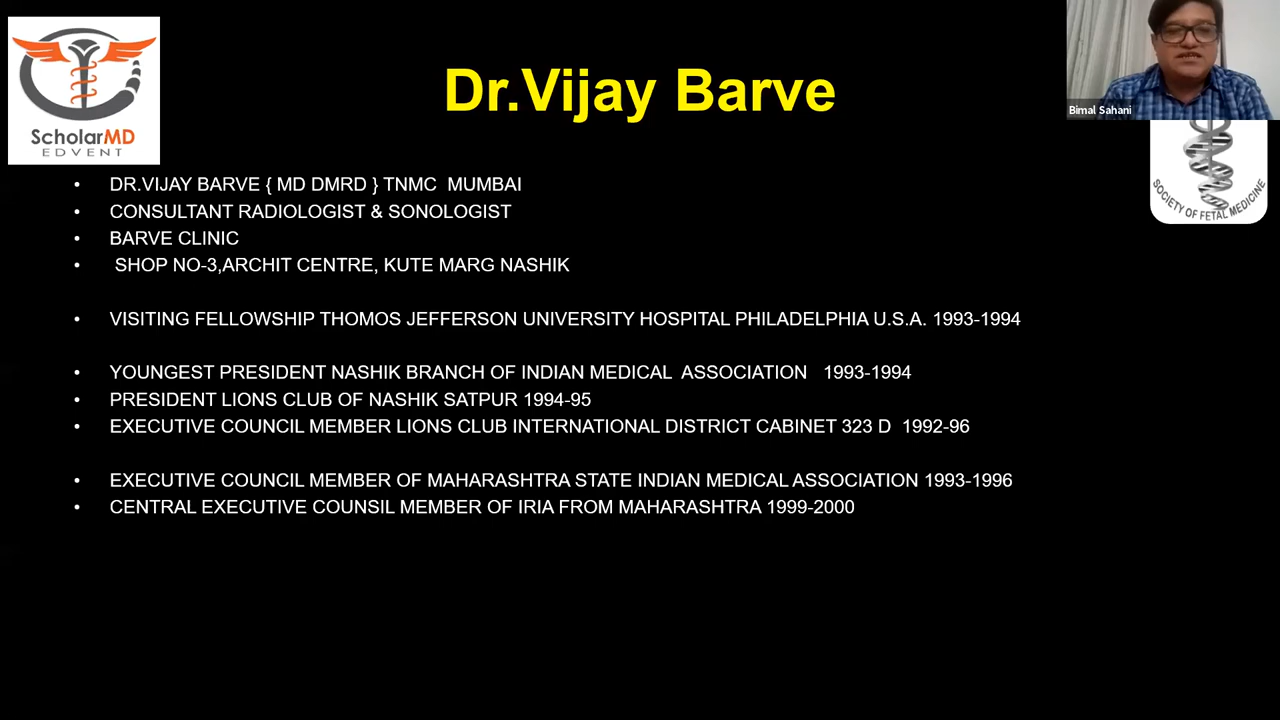 ScholarMD
EDVENT
Dr.Vijay Barve
Bimal Sahani
SOCIETY OF FETAL MEDICINE
• DR.VIJAY BARVE { MD DMRD } TNMC MUMBAI
• CONSULTANT RADIOLOGIST & SONOLOGIST
• BARVE CLINIC
• SHOP NO-3,ARCHIT CENTRE, KUTE MARG NASHIK
• VISITING FELLOWSHIP THOMOS JEFFERSON UNIVERSITY HOSPITAL PHILADELPHIA U.S.A. 1993-1994
• YOUNGEST PRESIDENT NASHIK BRANCH OF INDIAN MEDICAL ASSOCIATION 1993-1994
• PRESIDENT LIONS CLUB OF NASHIK SATPUR 1994-95
• EXECUTIVE COUNCIL MEMBER LIONS CLUB INTERNATIONAL DISTRICT CABINET 323 D 1992-96
• EXECUTIVE COUNCIL MEMBER OF MAHARASHTRA STATE INDIAN MEDICAL ASSOCIATION 1993-1996
• CENTRAL EXECUTIVE COUNSIL MEMBER OF IRIA FROM MAHARASHTRA 1999-2000